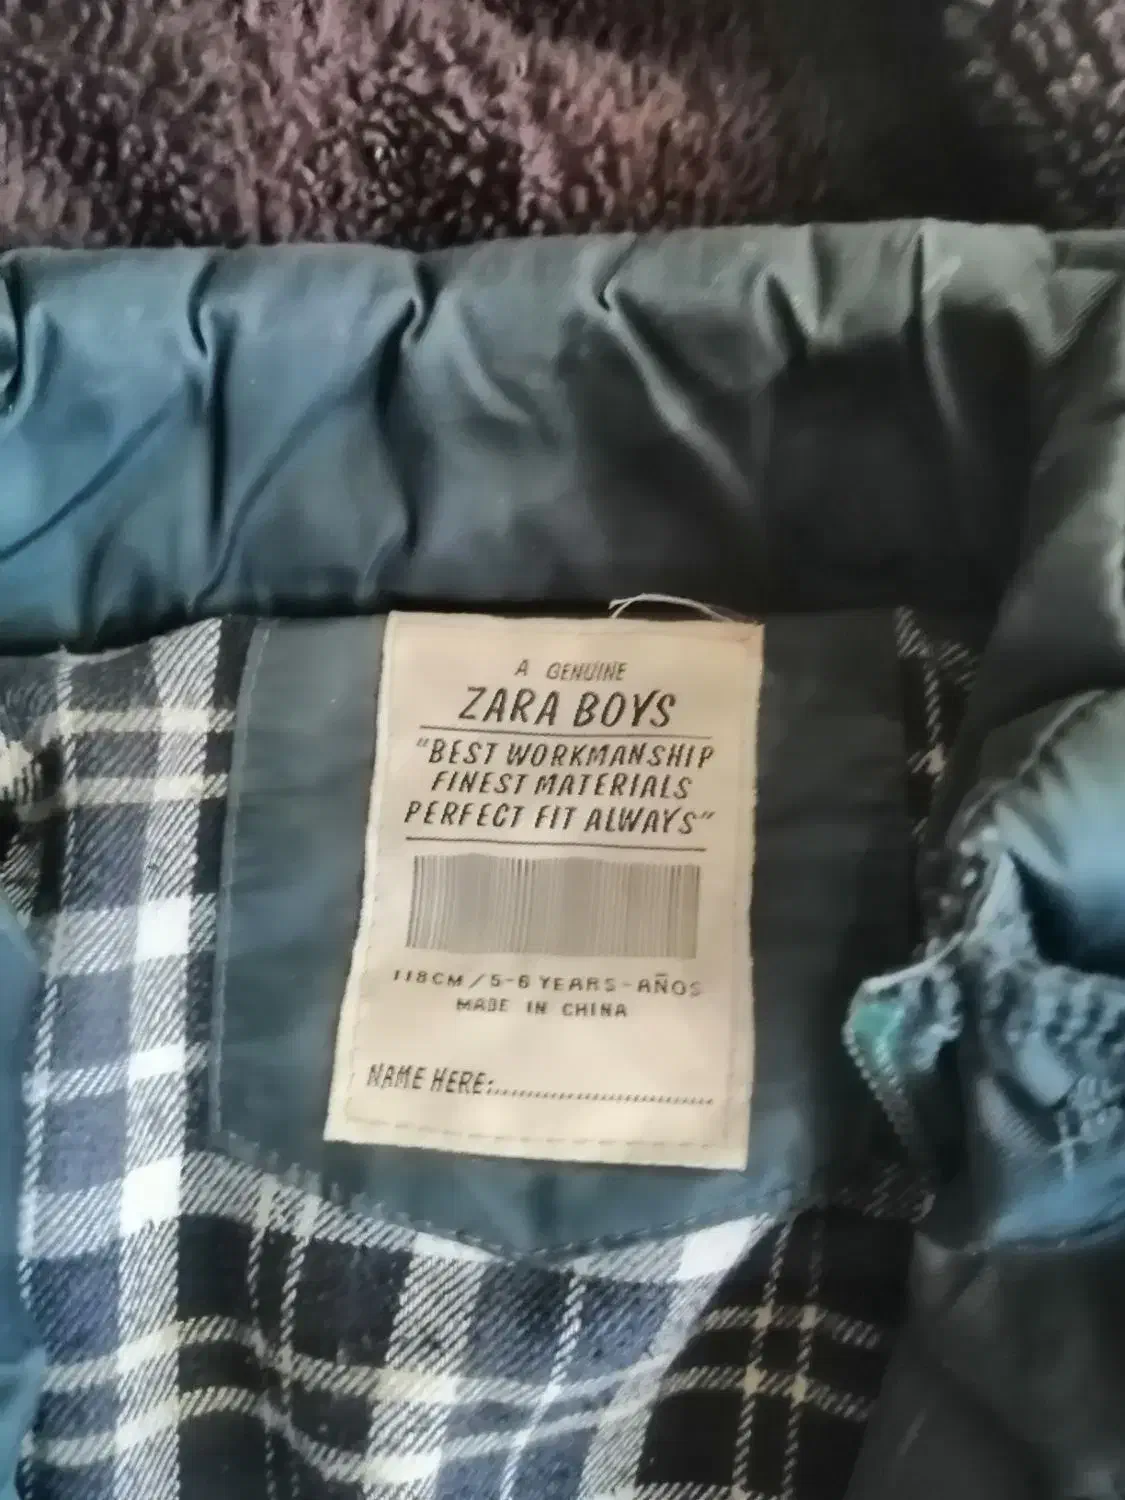 A GENUINE
ZARA BOYS
"BEST WORKMANSHIP
FINEST MATERIALS
PERFECT FIT ALWAYS"
118CM / 5-6 YEARS-AÑOS
MADE IN CHINA
NAME HERE:....................................